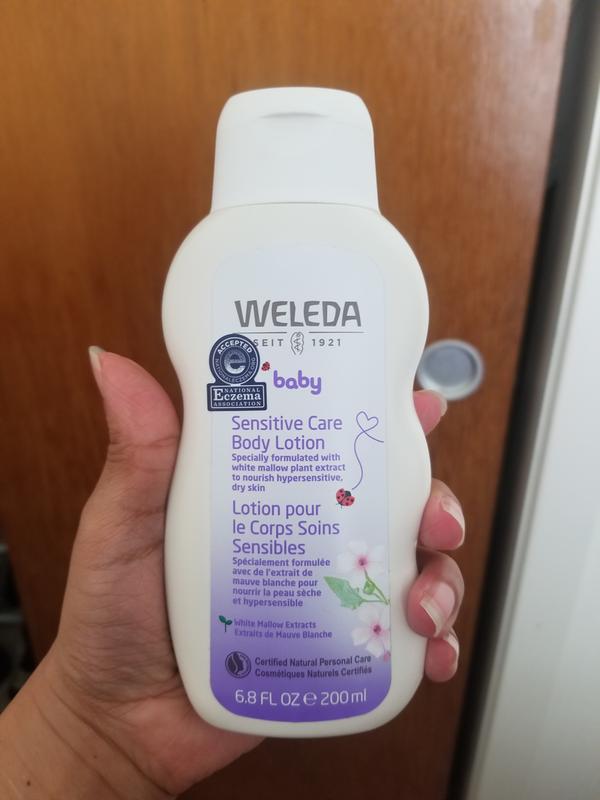 WELEDA
SEIT 1921
ACCEPTED
NATIONAL
Eczema
ASSOCIATION
baby
Sensitive Care
Body Lotion
Specially formulated with
white mallow plant extract
to nourish hypersensitive,
dry skin
Lotion pour
le Corps Soins
Sensibles
Spécialement formulée
avec de l'extrait de
mauve blanche pour
nourrir la peau sèche
et hypersensible
White Mallow Extracts
Extraits de Mauve Blanche
Certified Natural Personal Care
Cosmétiques Naturels Certifiés
6.8 FL OZ ℮ 200 ml